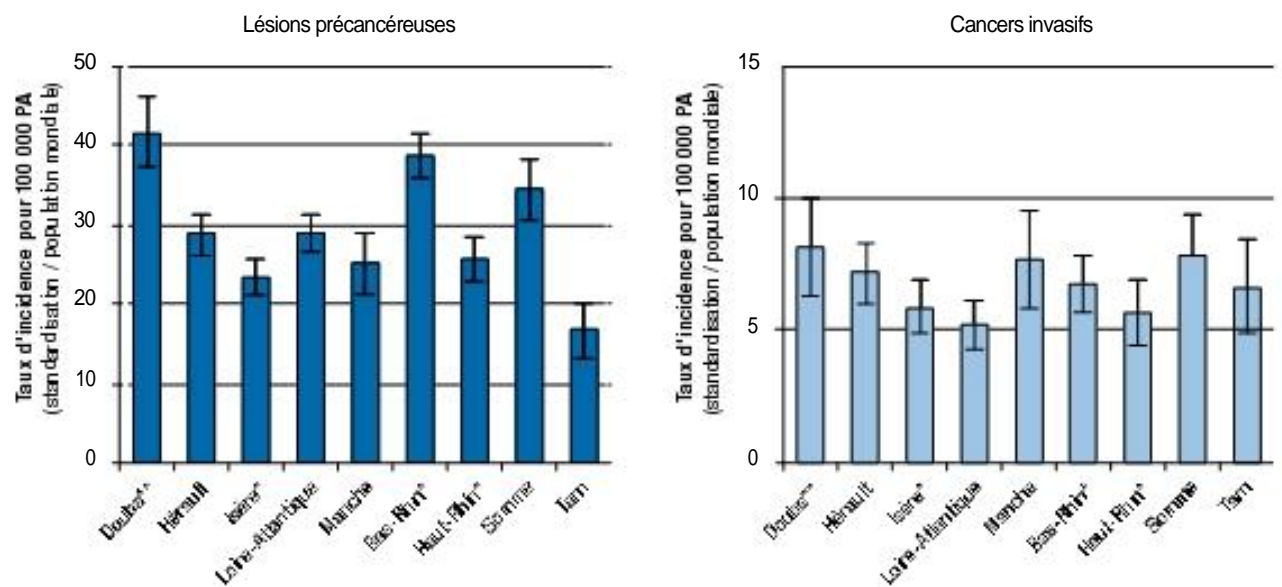 Lésions précancéreuses
Taux d'incidence pour 100 000 PA
(standardisation / population mondiale)
50
40
30
20
10
0
Doubs**
Hérault
Isère*
Loire-Atlantique
Manche
Bas-Rhin*
Haut-Rhin*
Somme
Tarn
Cancers invasifs
Taux d'incidence pour 100 000 PA
(standardisation / population mondiale)
15
10
5
0
Doubs**
Hérault
Isère*
Loire-Atlantique
Manche
Bas-Rhin*
Haut-Rhin*
Somme
Tarn